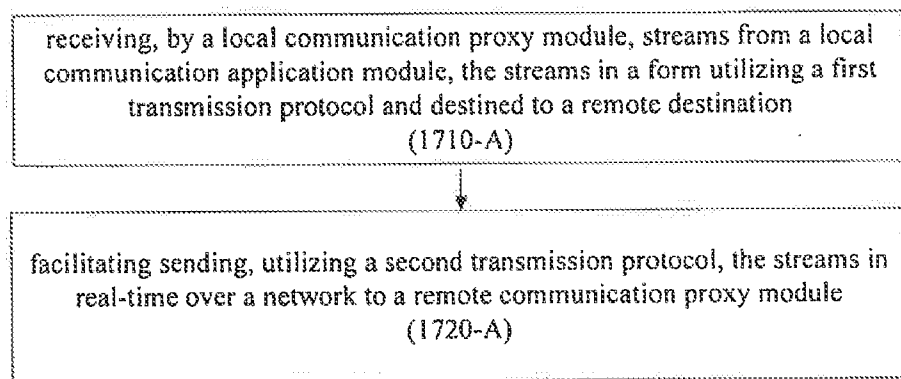 receiving, by a local communication proxy module, streams from a local
communication application module, the streams in a form utilizing a first
transmission protocol and destined to a remote destination
(1710-A)
facilitating sending, utilizing a second transmission protocol, the streams in
real-time over a network to a remote communication proxy module
(1720-A)